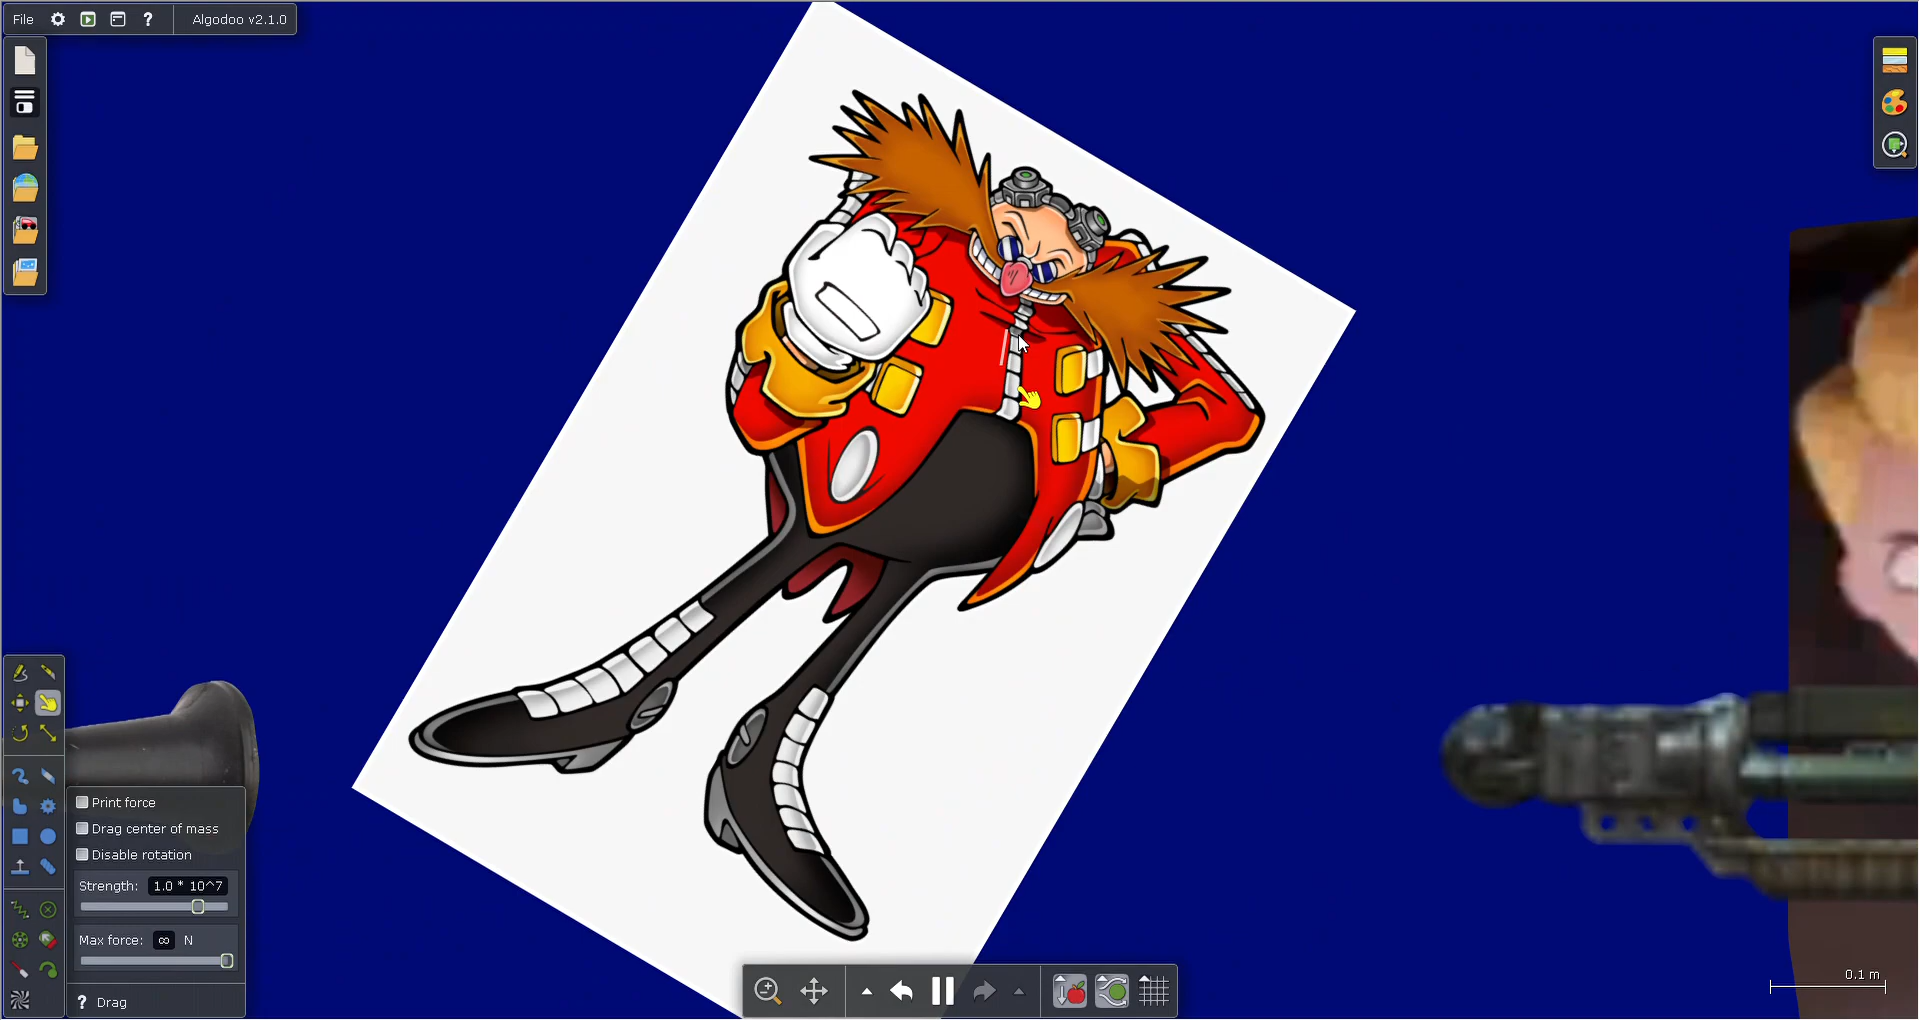 File ? Algodoo v2.1.0
Print force
Drag center of mass
Disable rotation
Strength: 1.0 * 10^7
Max force: ∞ N
? Drag
0.1 m